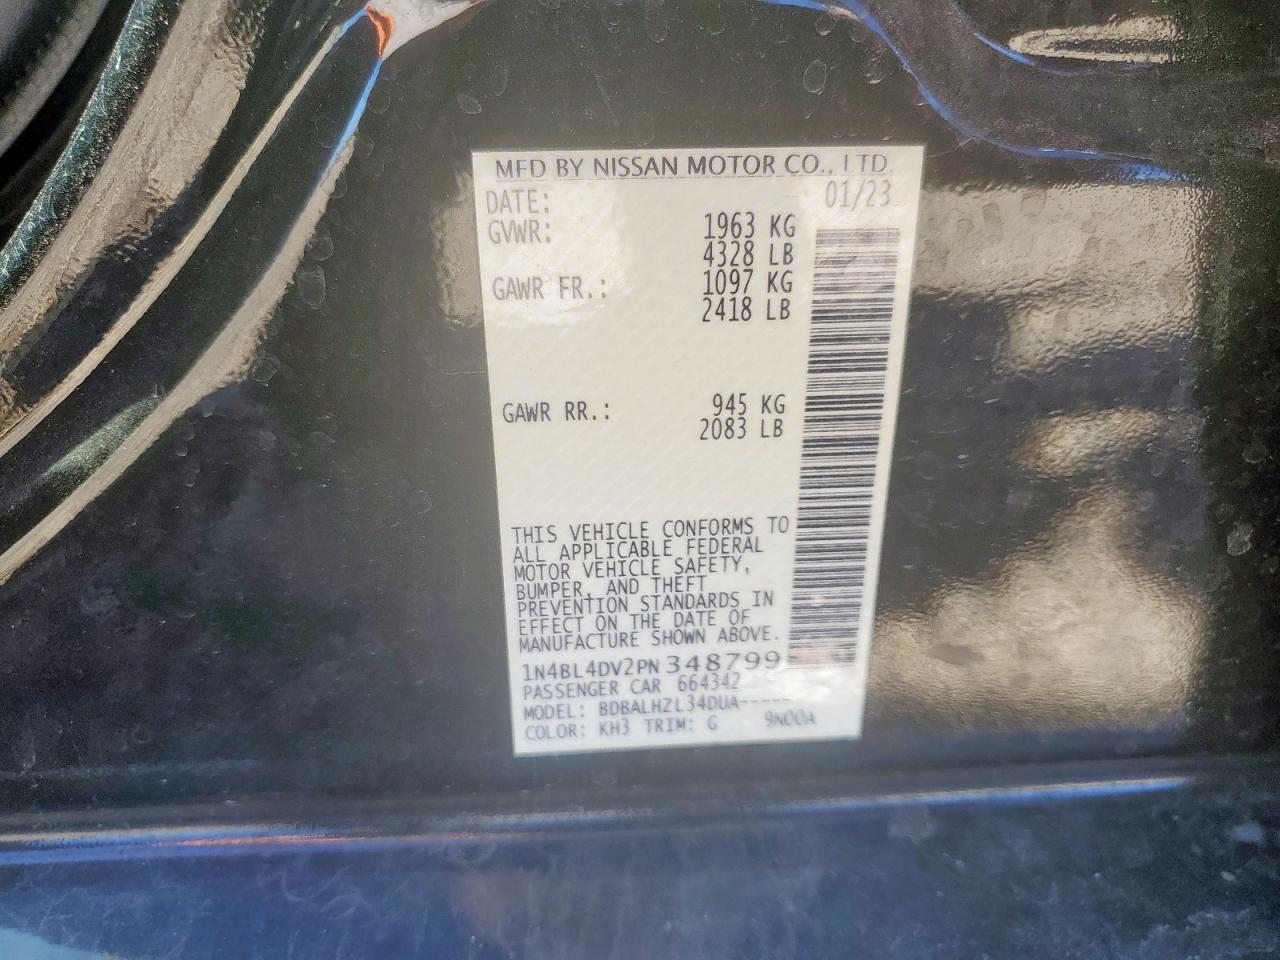 MFD BY NISSAN MOTOR CO., LTD.
DATE: 01/23
GVWR: 1963 KG
4328 LB
GAWR FR.: 1097 KG
2418 LB
GAWR RR.: 945 KG
2083 LB
THIS VEHICLE CONFORMS TO
ALL APPLICABLE FEDERAL
MOTOR VEHICLE SAFETY,
BUMPER, AND THEFT
PREVENTION STANDARDS IN
EFFECT ON THE DATE OF
MANUFACTURE SHOWN ABOVE.
1N4BL4DV2PN348799
PASSENGER CAR 664342
MODEL: BDBALHZL34DUA-----
COLOR: KH3 TRIM: G 9N00A